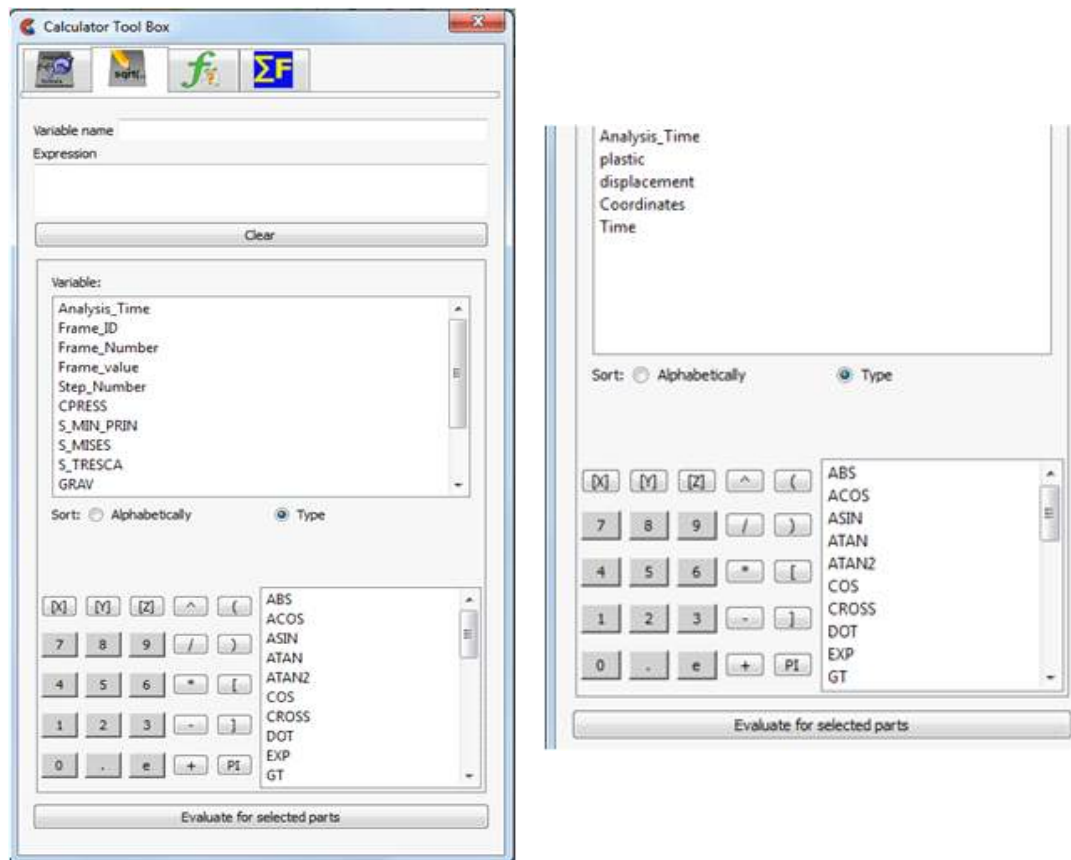 Calculator Tool Box
sqrt(..
f?
ΣF
Variable name
Expression
Clear
Variable:
Analysis_Time
Frame_ID
Frame_Number
Frame_value
Step_Number
CPRESS
S_MIN_PRIN
S_MISES
S_TRESCA
GRAV
Sort: Alphabetically Type
[X] [Y] [Z] ^ (
7 8 9 / )
4 5 6 * [
1 2 3 - ]
0 . e + PI
ABS
ACOS
ASIN
ATAN
ATAN2
COS
CROSS
DOT
EXP
GT
Evaluate for selected parts
Analysis_Time
plastic
displacement
Coordinates
Time
Sort: Alphabetically Type
[X] [Y] [Z] ^ (
7 8 9 / )
4 5 6 * [
1 2 3 - ]
0 . e + PI
ABS
ACOS
ASIN
ATAN
ATAN2
COS
CROSS
DOT
EXP
GT
Evaluate for selected parts